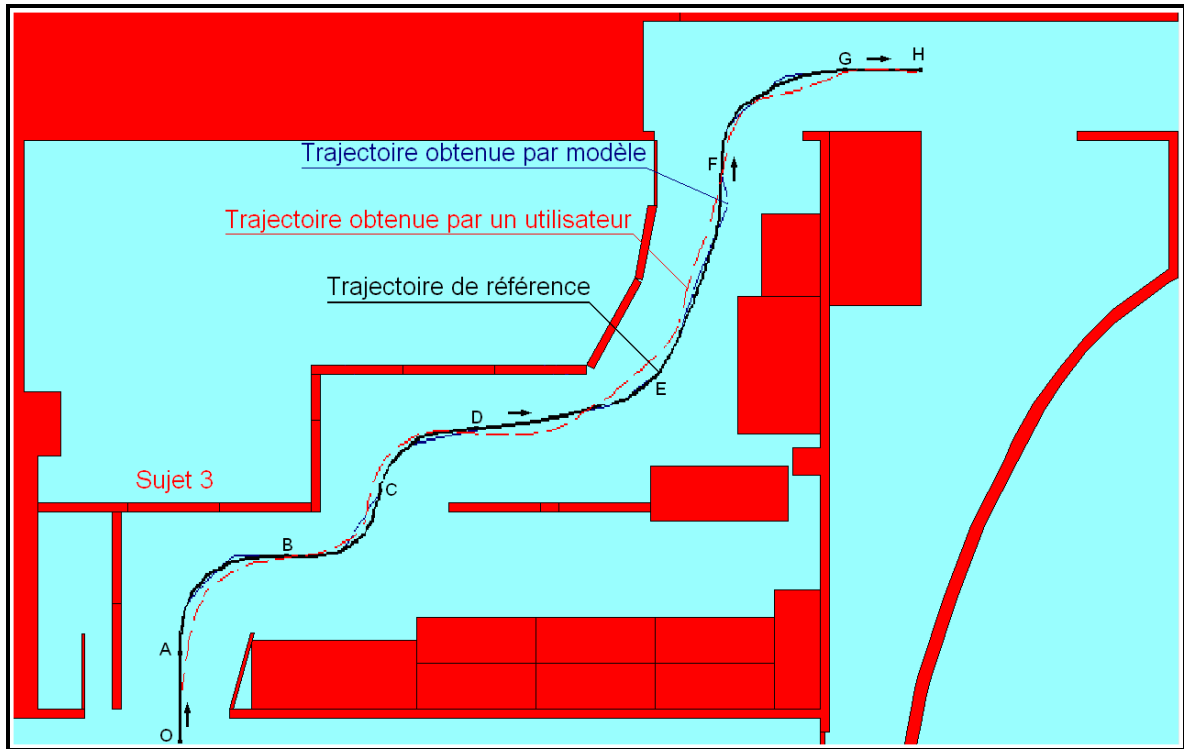 G
H
Trajectoire obtenue par modèle
F
Trajectoire obtenue par un utilisateur
Trajectoire de référence
E
D
Sujet 3
C
B
A
O